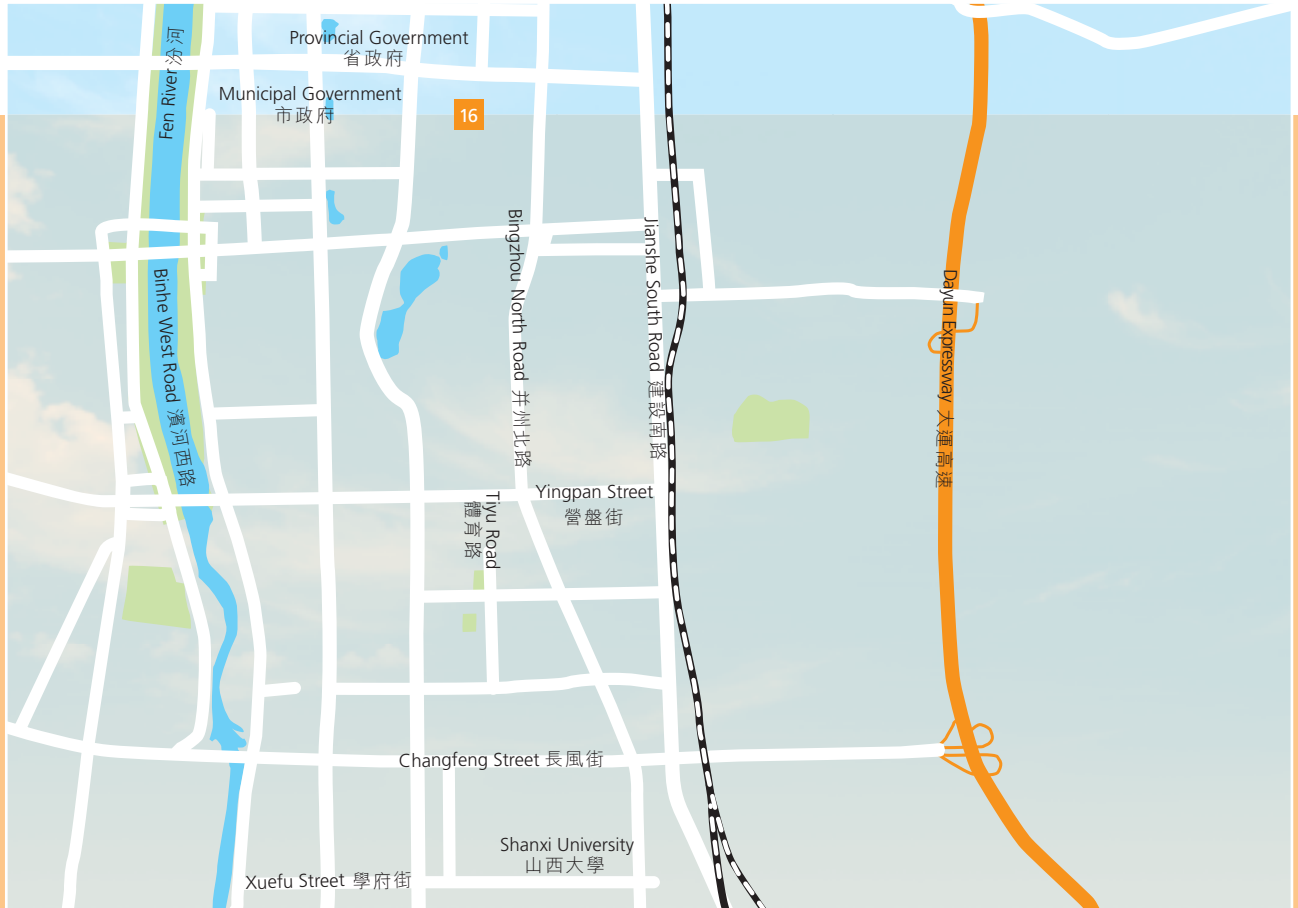 Provincial Government
省政府
Fen River 汾河
Municipal Government
市政府
16
Bingzhou North Road 并州北路
Jianshe South Road 建設南路
Binhe West Road 濱河西路
Dayun Expressway 大運高速
Yingpan Street
營盤街
Tiyu Road
體育路
Changfeng Street 長風街
Shanxi University
山西大學
Xuefu Street 學府街